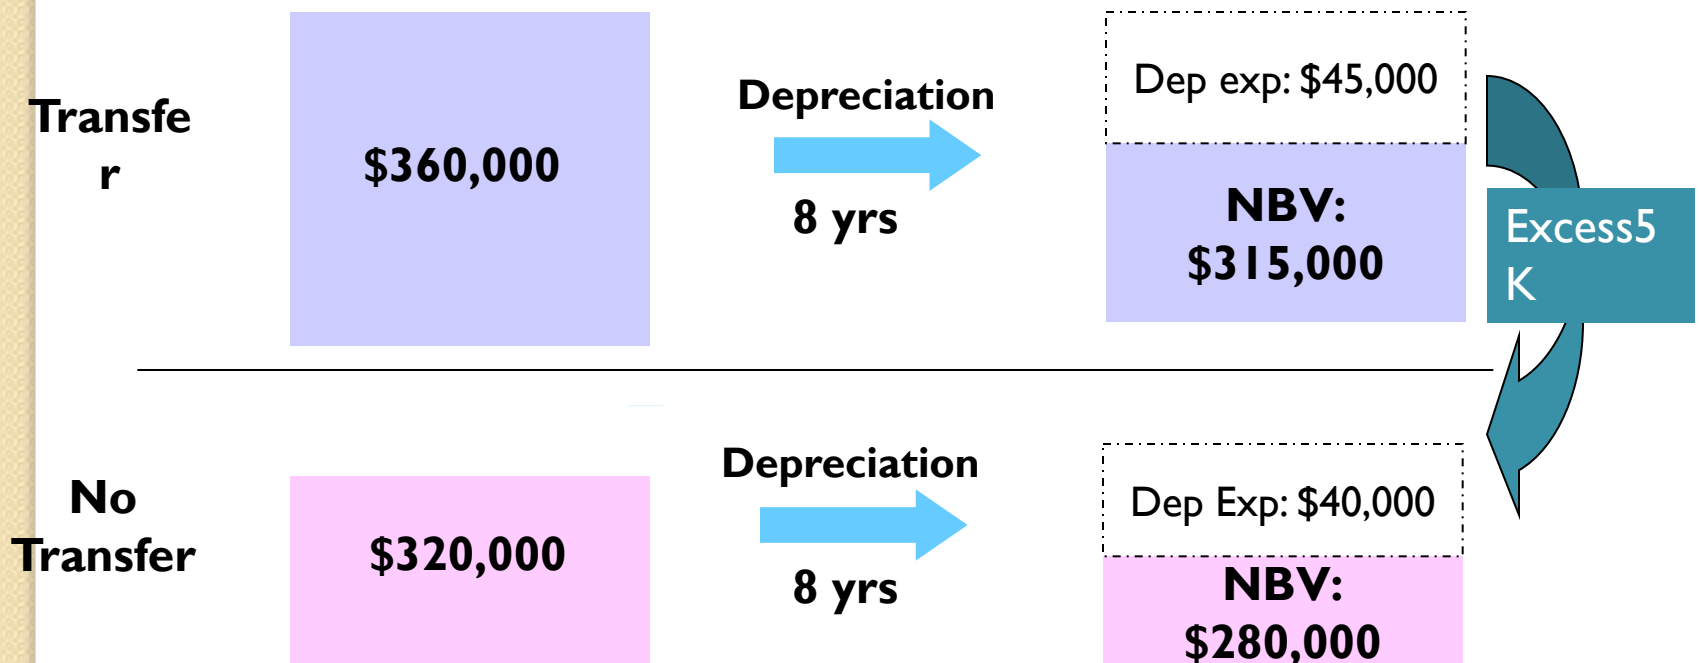 Transfe
r
$360,000
Depreciation
8 yrs
Dep exp: $45,000
NBV:
$315,000
Excess5
K
No
Transfer
$320,000
Depreciation
8 yrs
Dep Exp: $40,000
NBV:
$280,000